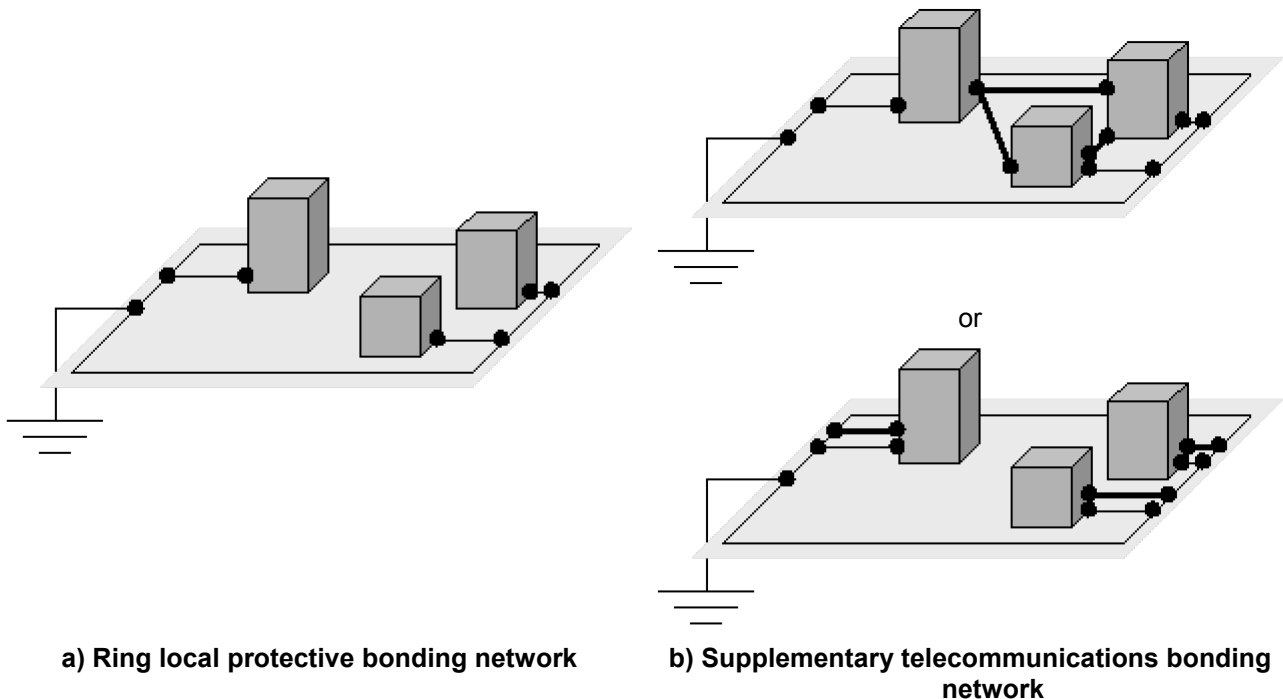 or
a) Ring local protective bonding network
b) Supplementary telecommunications bonding
network